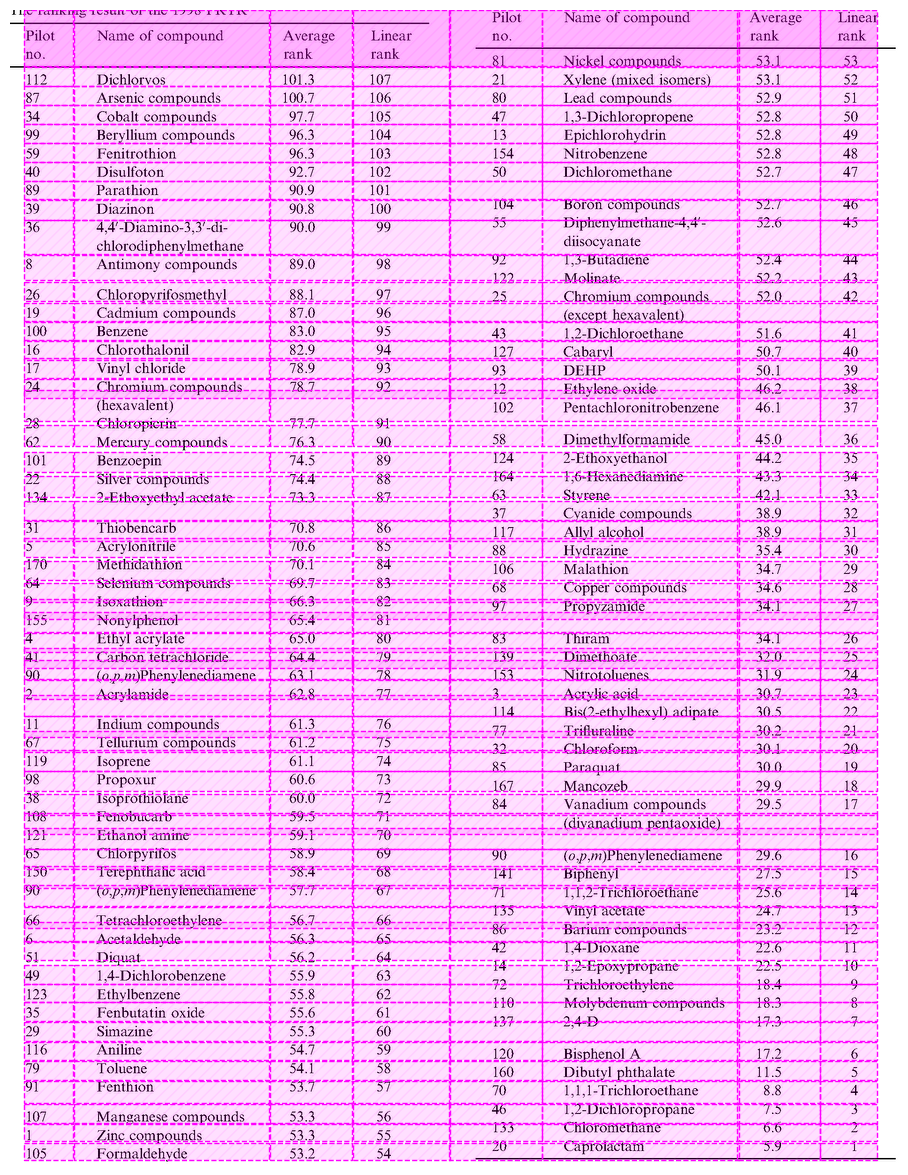 The ranking result of the 1998 PRTR
Pilot no. Name of compound Average rank Linear rank
112 Dichlorvos 101.3 107
87 Arsenic compounds 100.7 106
34 Cobalt compounds 97.7 105
99 Beryllium compounds 96.3 104
59 Fenitrothion 96.3 103
40 Disulfoton 92.7 102
89 Parathion 90.9 101
39 Diazinon 90.8 100
36 4,4′-Diamino-3,3′-di- 90.0 99
chlorodiphenylmethane
8 Antimony compounds 89.0 98
26 Chloropyrifosmethyl 88.1 97
19 Cadmium compounds 87.0 96
100 Benzene 83.0 95
16 Chlorothalonil 82.9 94
17 Vinyl chloride 78.9 93
24 Chromium compounds 78.7 92
(hexavalent)
28 Chloropicrin 77.7 91
62 Mercury compounds 76.3 90
101 Benzoepin 74.5 89
22 Silver compounds 74.4 88
134 2-Ethoxyethyl acetate 73.3 87
31 Thiobencarb 70.8 86
5 Acrylonitrile 70.6 85
170 Methidathion 70.1 84
64 Selenium compounds 69.7 83
9 Isoxathion 66.3 82
155 Nonylphenol 65.4 81
4 Ethyl acrylate 65.0 80
41 Carbon tetrachloride 64.4 79
90 (o,p,m)Phenylenediamene 63.1 78
2 Acrylamide 62.8 77
11 Indium compounds 61.3 76
67 Tellurium compounds 61.2 75
119 Isoprene 61.1 74
98 Propoxur 60.6 73
38 Isoprothiolane 60.0 72
108 Fenobucarb 59.5 71
121 Ethanol amine 59.1 70
65 Chlorpyrifos 58.9 69
150 Terephthalic acid 58.4 68
90 (o,p,m)Phenylenediamene 57.7 67
66 Tetrachloroethylene 56.7 66
6 Acetaldehyde 56.3 65
51 Diquat 56.2 64
49 1,4-Dichlorobenzene 55.9 63
123 Ethylbenzene 55.8 62
35 Fenbutatin oxide 55.6 61
29 Simazine 55.3 60
116 Aniline 54.7 59
79 Toluene 54.1 58
91 Fenthion 53.7 57
107 Manganese compounds 53.3 56
1 Zinc compounds 53.3 55
105 Formaldehyde 53.2 54
Pilot no. Name of compound Average rank Linear rank
81 Nickel compounds 53.1 53
21 Xylene (mixed isomers) 53.1 52
80 Lead compounds 52.9 51
47 1,3-Dichloropropene 52.8 50
13 Epichlorohydrin 52.8 49
154 Nitrobenzene 52.8 48
50 Dichloromethane 52.7 47
104 Boron compounds 52.7 46
55 Diphenylmethane-4,4′- 52.6 45
diisocyanate
92 1,3-Butadiene 52.4 44
122 Molinate 52.2 43
25 Chromium compounds 52.0 42
(except hexavalent)
43 1,2-Dichloroethane 51.6 41
127 Cabaryl 50.7 40
93 DEHP 50.1 39
12 Ethylene oxide 46.2 38
102 Pentachloronitrobenzene 46.1 37
58 Dimethylformamide 45.0 36
124 2-Ethoxyethanol 44.2 35
164 1,6-Hexanediamine 43.3 34
63 Styrene 42.1 33
37 Cyanide compounds 38.9 32
117 Allyl alcohol 38.9 31
88 Hydrazine 35.4 30
106 Malathion 34.7 29
68 Copper compounds 34.6 28
97 Propyzamide 34.1 27
83 Thiram 34.1 26
139 Dimethoate 32.0 25
153 Nitrotoluenes 31.9 24
3 Acrylic acid 30.7 23
114 Bis(2-ethylhexyl) adipate 30.5 22
77 Trifluraline 30.2 21
32 Chloroform 30.1 20
85 Paraquat 30.0 19
167 Mancozeb 29.9 18
84 Vanadium compounds 29.5 17
(divanadium pentaoxide)
90 (o,p,m)Phenylenediamene 29.6 16
141 Biphenyl 27.5 15
71 1,1,2-Trichloroethane 25.6 14
135 Vinyl acetate 24.7 13
86 Barium compounds 23.2 12
42 1,4-Dioxane 22.6 11
14 1,2-Epoxypropane 22.5 10
72 Trichloroethylene 18.4 9
110 Molybdenum compounds 18.3 8
137 2,4-D 17.3 7
120 Bisphenol A 17.2 6
160 Dibutyl phthalate 11.5 5
70 1,1,1-Trichloroethane 8.8 4
46 1,2-Dichloropropane 7.5 3
133 Chloromethane 6.6 2
20 Caprolactam 5.9 1